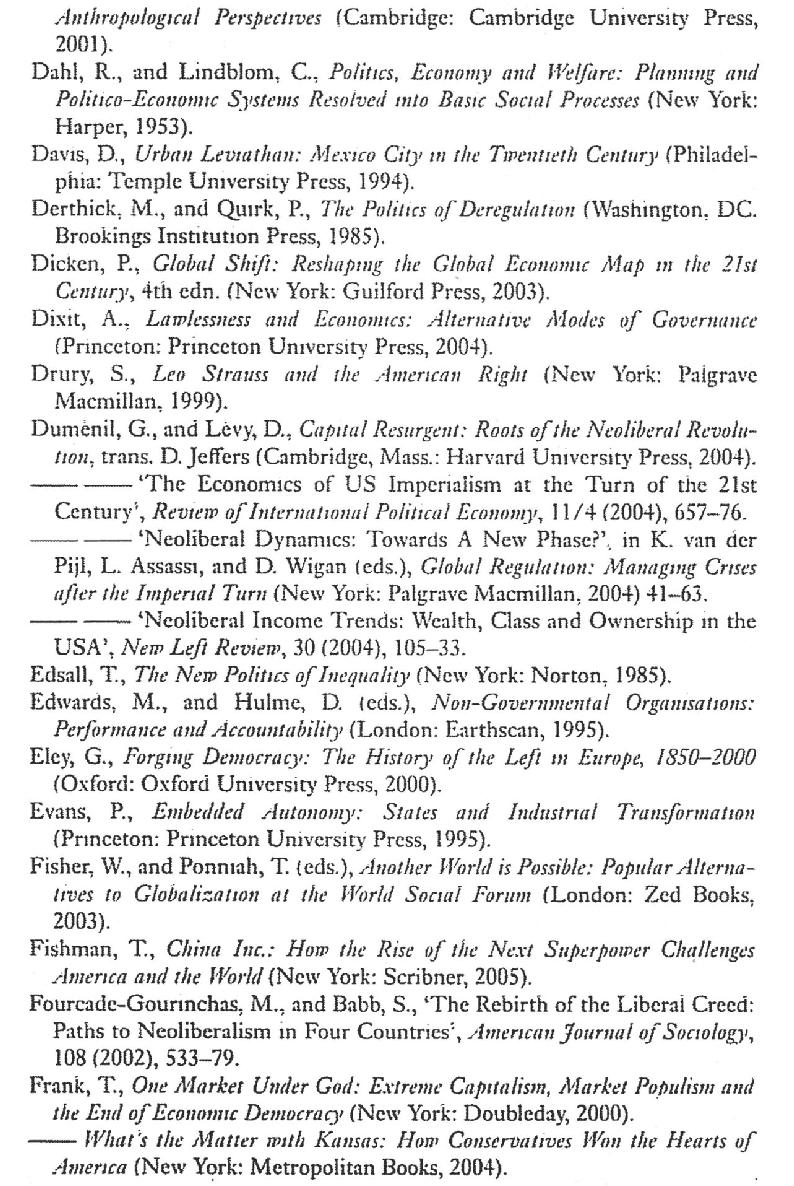 Anthropological Perspectives (Cambridge: Cambridge University Press,
2001).
Dahl, R., and Lindblom, C., Politics, Economy and Welfare: Planning and
Politico-Economic Systems Resolved into Basic Social Processes (New York:
Harper, 1953).
Davis, D., Urban Leviathan: Mexico City in the Twentieth Century (Philadel-
phia: Temple University Press, 1994).
Derthick, M., and Quirk, P., The Politics of Deregulation (Washington, DC.
Brookings Institution Press, 1985).
Dicken, P., Global Shift: Reshaping the Global Economic Map in the 21st
Century, 4th edn. (New York: Guilford Press, 2003).
Dixit, A., Lawlessness and Economics: Alternative Modes of Governance
(Princeton: Princeton University Press, 2004).
Drury, S., Leo Strauss and the American Right (New York: Palgrave
Macmillan, 1999).
Duménil, G., and Lévy, D., Capital Resurgent: Roots of the Neoliberal Revolu-
tion, trans. D. Jeffers (Cambridge, Mass.: Harvard University Press, 2004).
—— —— ‘The Economics of US Imperialism at the Turn of the 21st
Century’, Review of International Political Economy, 11/4 (2004), 657–76.
—— —— ‘Neoliberal Dynamics: Towards A New Phase?’, in K. van der
Pijl, L. Assassi, and D. Wigan (eds.), Global Regulation: Managing Crises
after the Imperial Turn (New York: Palgrave Macmillan, 2004) 41–63.
—— —— ‘Neoliberal Income Trends: Wealth, Class and Ownership in the
USA’, New Left Review, 30 (2004), 105–33.
Edsall, T., The New Politics of Inequality (New York: Norton, 1985).
Edwards, M., and Hulme, D. (eds.), Non-Governmental Organisations:
Performance and Accountability (London: Earthscan, 1995).
Eley, G., Forging Democracy: The History of the Left in Europe, 1850–2000
(Oxford: Oxford University Press, 2000).
Evans, P., Embedded Autonomy: States and Industrial Transformation
(Princeton: Princeton University Press, 1995).
Fisher, W., and Ponniah, T. (eds.), Another World is Possible: Popular Alterna-
tives to Globalization at the World Social Forum (London: Zed Books,
2003).
Fishman, T., China Inc.: How the Rise of the Next Superpower Challenges
America and the World (New York: Scribner, 2005).
Fourcade-Gourinchas, M., and Babb, S., ‘The Rebirth of the Liberal Creed:
Paths to Neoliberalism in Four Countries’, American Journal of Sociology,
108 (2002), 533–79.
Frank, T., One Market Under God: Extreme Capitalism, Market Populism and
the End of Economic Democracy (New York: Doubleday, 2000).
—— What's the Matter with Kansas: How Conservatives Won the Hearts of
America (New York: Metropolitan Books, 2004).